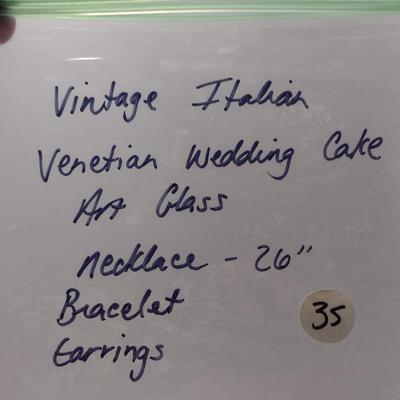 Vintage Italian
Venetian Wedding Cake
Art Glass
Necklace - 26"
Bracelet
Earrings
35